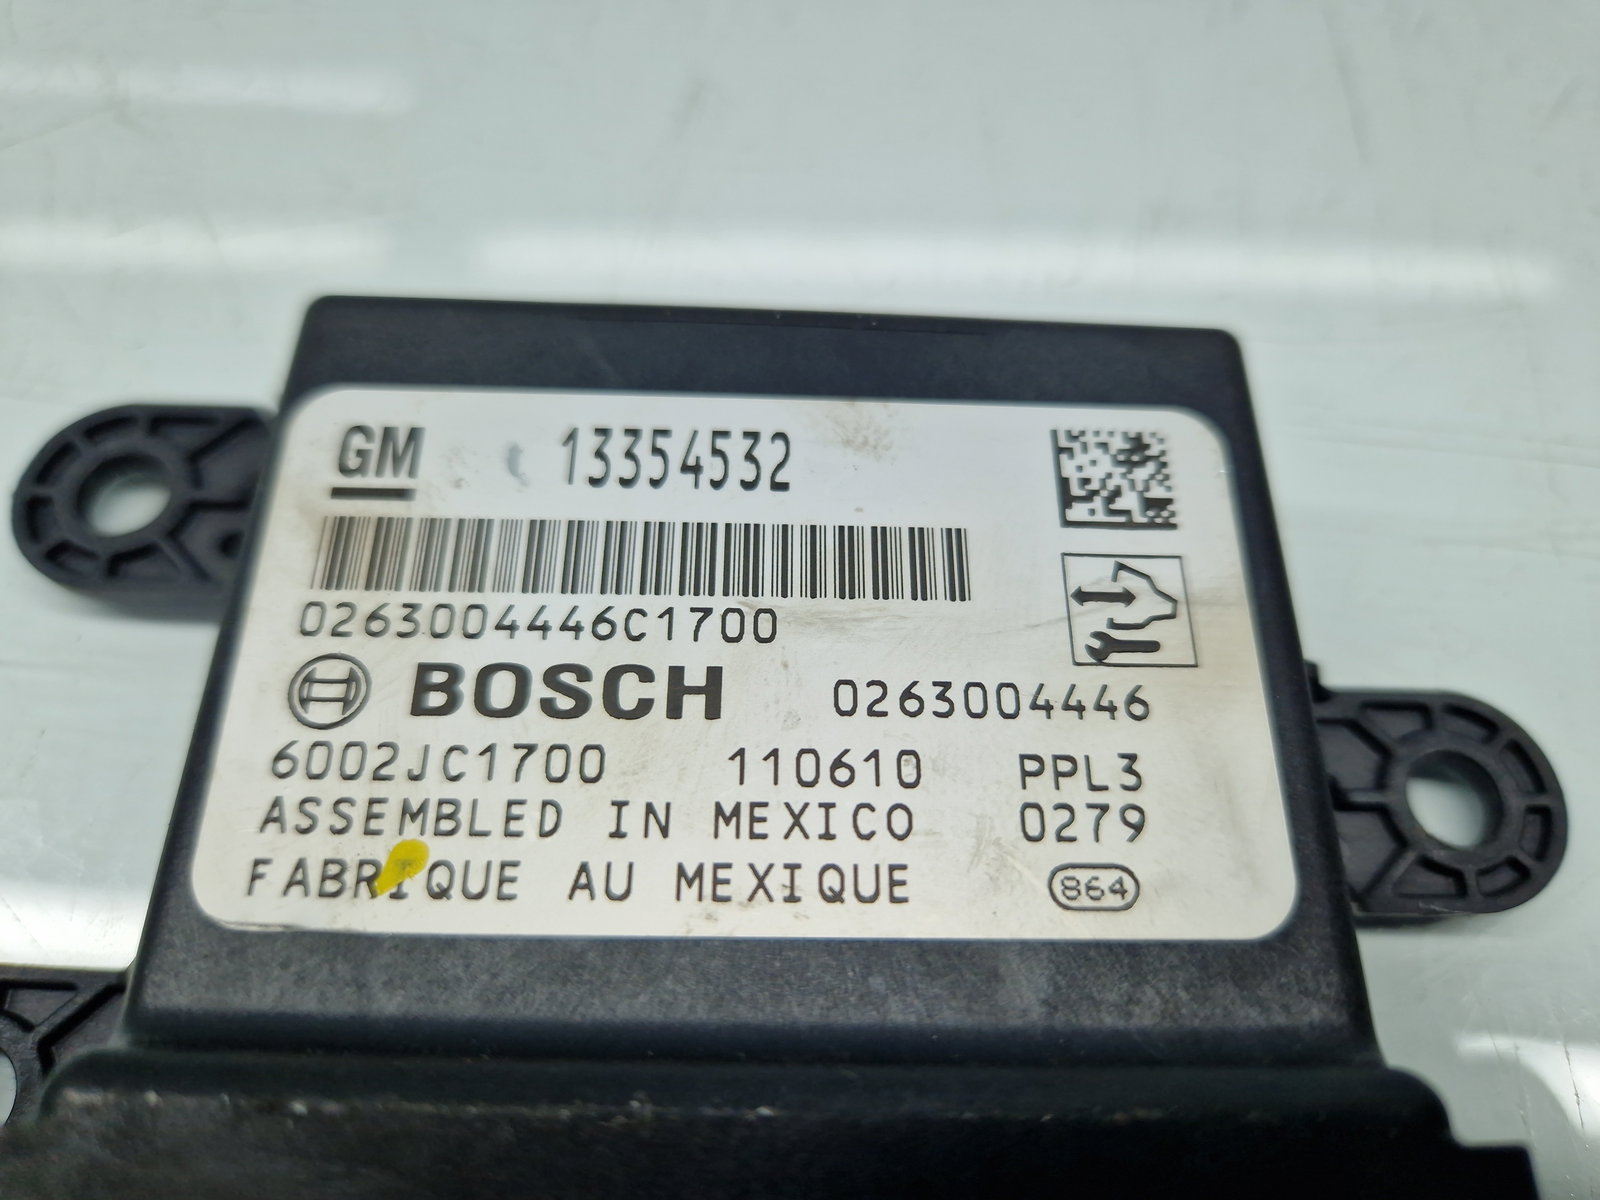 GM 13354532
0263004446C1700
BOSCH 0263004446
6002JC1700 110610 PPL3
ASSEMBLED IN MEXICO 0279
FABRIQUE AU MEXIQUE 864